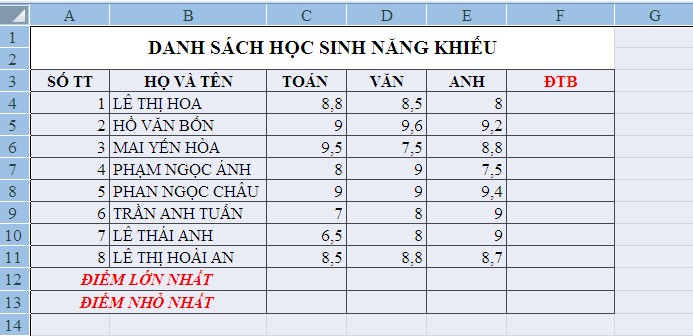 A B C D E F G
1
2 DANH SÁCH HỌC SINH NĂNG KHIẾU
3 SỐ TT HỌ VÀ TÊN TOÁN VĂN ANH ĐTB
4 1 LÊ THỊ HOA 8,8 8,5 8
5 2 HỒ VĂN BỐN 9 9,6 9,2
6 3 MAI YẾN HÒA 9,5 7,5 8,8
7 4 PHẠM NGỌC ÁNH 8 9 7,5
8 5 PHAN NGỌC CHÂU 9 9 9,4
9 6 TRẦN ANH TUẤN 7 8 9
10 7 LÊ THÁI ANH 6,5 8 9
11 8 LÊ THỊ HOÀI AN 8,5 8,8 8,7
12 ĐIỂM LỚN NHẤT
13 ĐIỂM NHỎ NHẤT
14